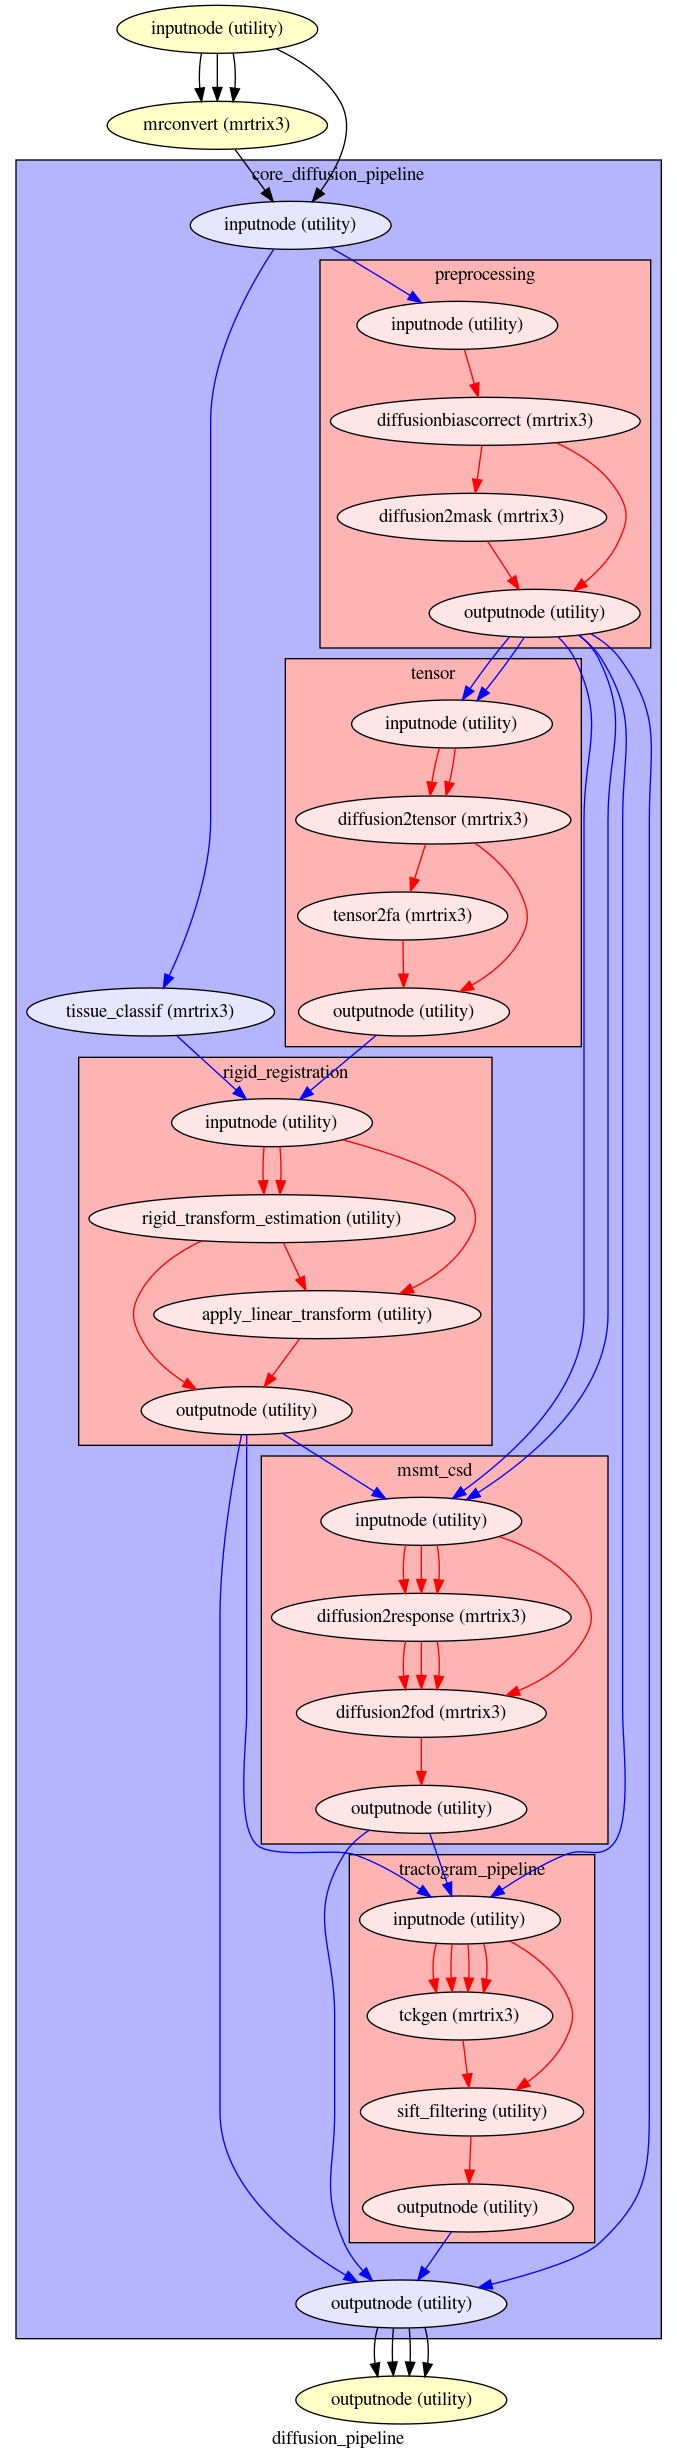 inputnode (utility)
mrconvert (mrtrix3)
core_diffusion_pipeline
inputnode (utility)
preprocessing
inputnode (utility)
diffusionbiascorrect (mrtrix3)
diffusion2mask (mrtrix3)
outputnode (utility)
tensor
inputnode (utility)
diffusion2tensor (mrtrix3)
tensor2fa (mrtrix3)
tissue_classif (mrtrix3)
outputnode (utility)
rigid_registration
inputnode (utility)
rigid_transform_estimation (utility)
apply_linear_transform (utility)
outputnode (utility)
msmt_csd
inputnode (utility)
diffusion2response (mrtrix3)
diffusion2fod (mrtrix3)
outputnode (utility)
tractogram_pipeline
inputnode (utility)
tckgen (mrtrix3)
sift_filtering (utility)
outputnode (utility)
outputnode (utility)
outputnode (utility)
diffusion_pipeline